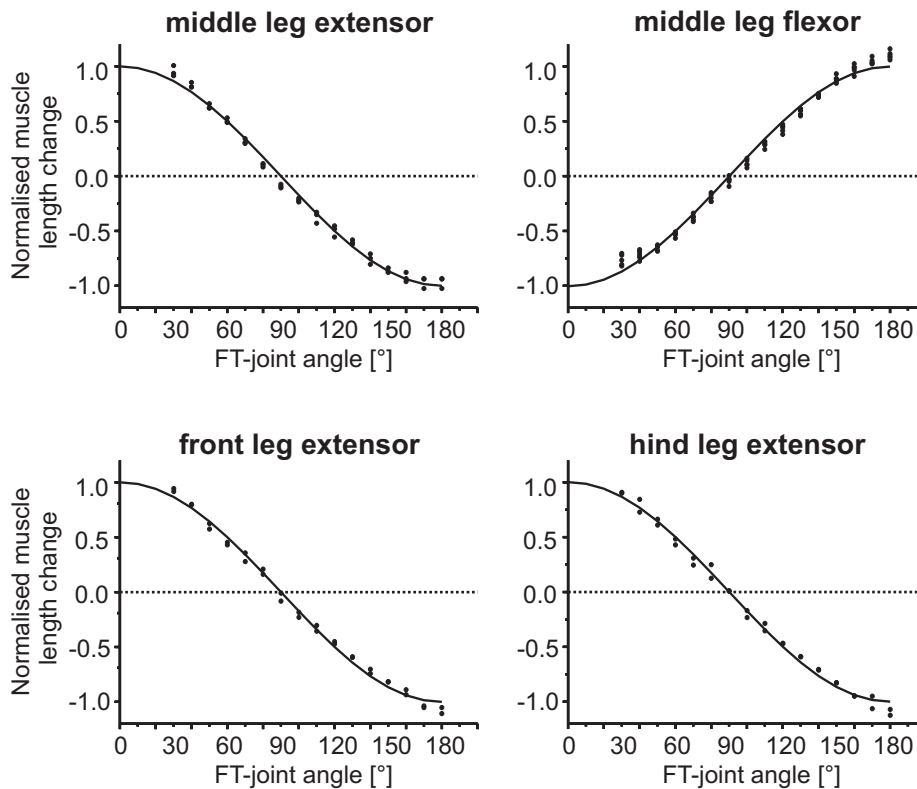 middle leg extensor
Normalised muscle
length change
1.0
0.5
0.0
-0.5
-1.0
0 30 60 90 120 150 180
FT-joint angle [°]
middle leg flexor
1.0
0.5
0.0
-0.5
-1.0
0 30 60 90 120 150 180
FT-joint angle [°]
front leg extensor
Normalised muscle
length change
1.0
0.5
0.0
-0.5
-1.0
0 30 60 90 120 150 180
FT-joint angle [°]
hind leg extensor
1.0
0.5
0.0
-0.5
-1.0
0 30 60 90 120 150 180
FT-joint angle [°]